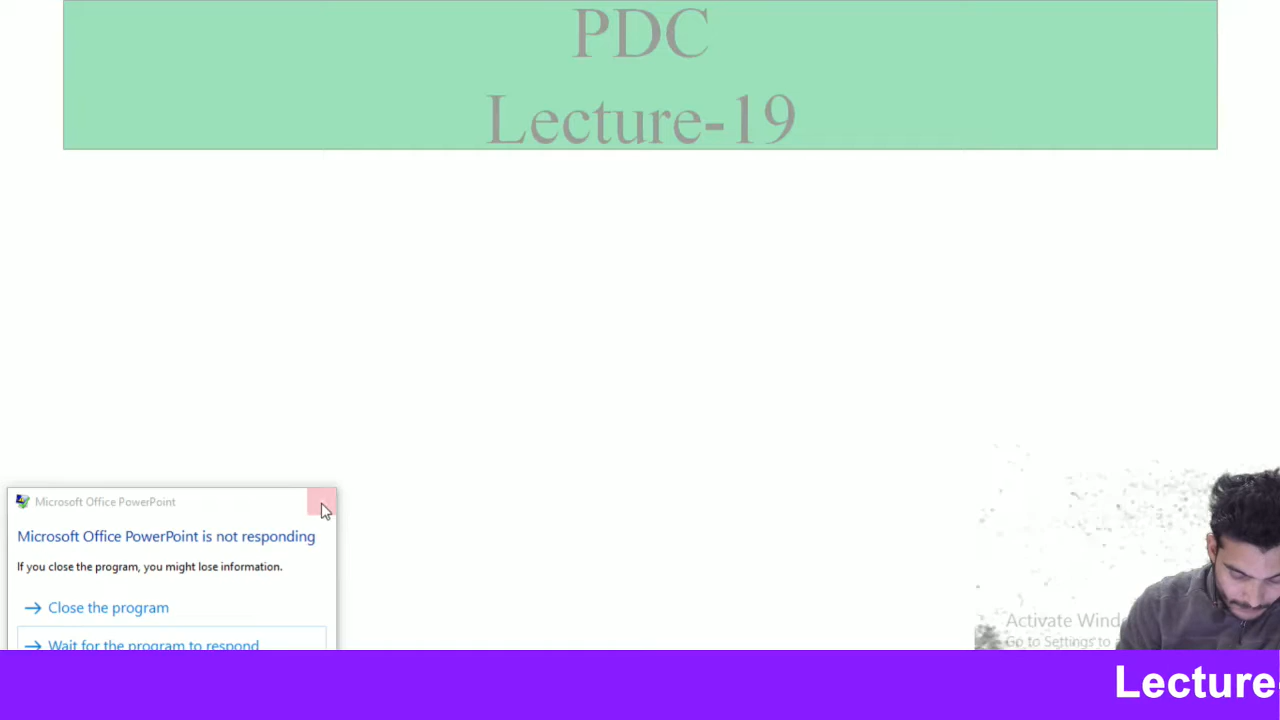 PDC
Lecture-19
Microsoft Office PowerPoint
Microsoft Office PowerPoint is not responding
If you close the program, you might lose information.
→ Close the program
→ Wait for the program to respond
Activate Wind
Go to Settings to
Lecture-